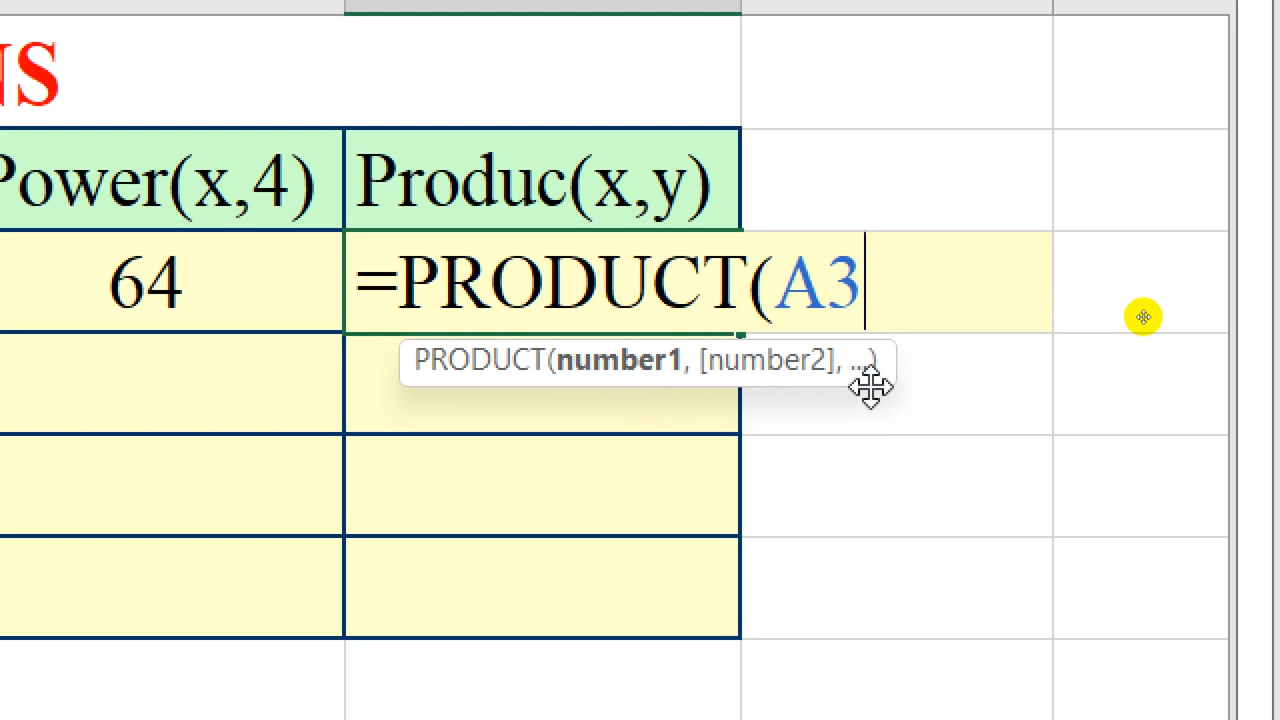 NS
Power(x,4) Produc(x,y)
64 =PRODUCT(A3
PRODUCT(number1, [number2], ...)